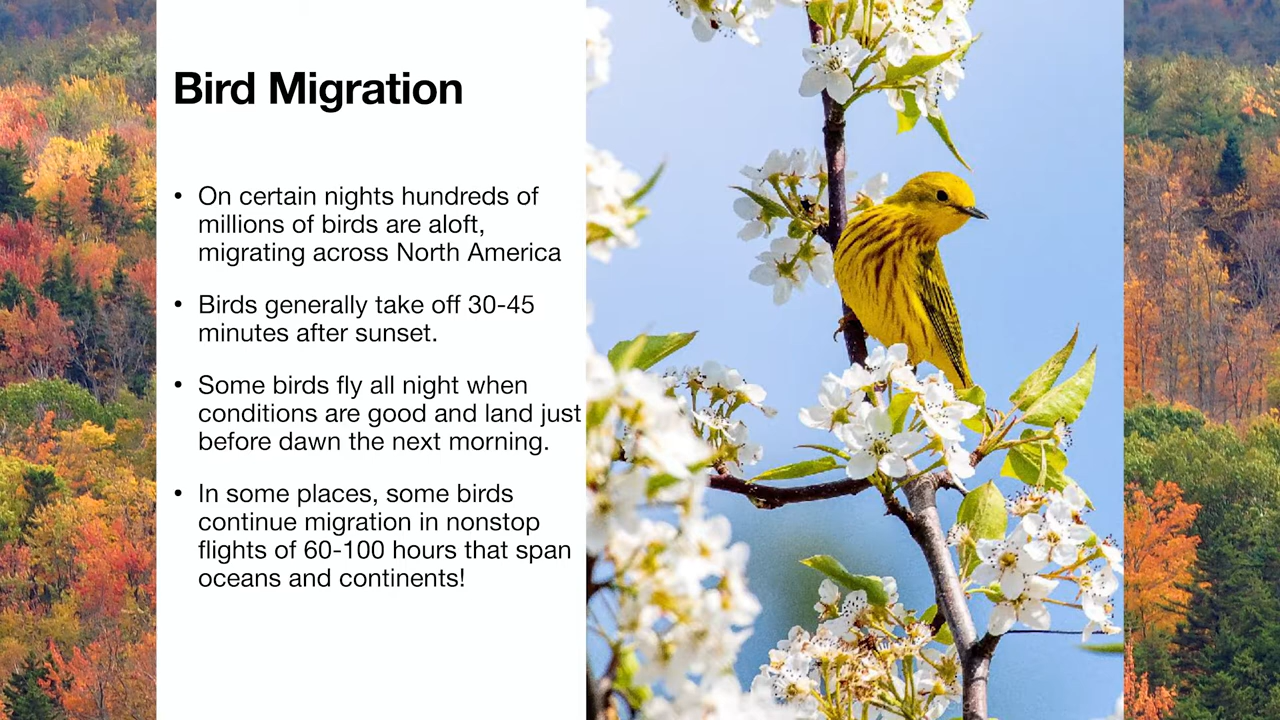 Bird Migration
• On certain nights hundreds of
millions of birds are aloft,
migrating across North America
• Birds generally take off 30-45
minutes after sunset.
• Some birds fly all night when
conditions are good and land just
before dawn the next morning.
• In some places, some birds
continue migration in nonstop
flights of 60-100 hours that span
oceans and continents!